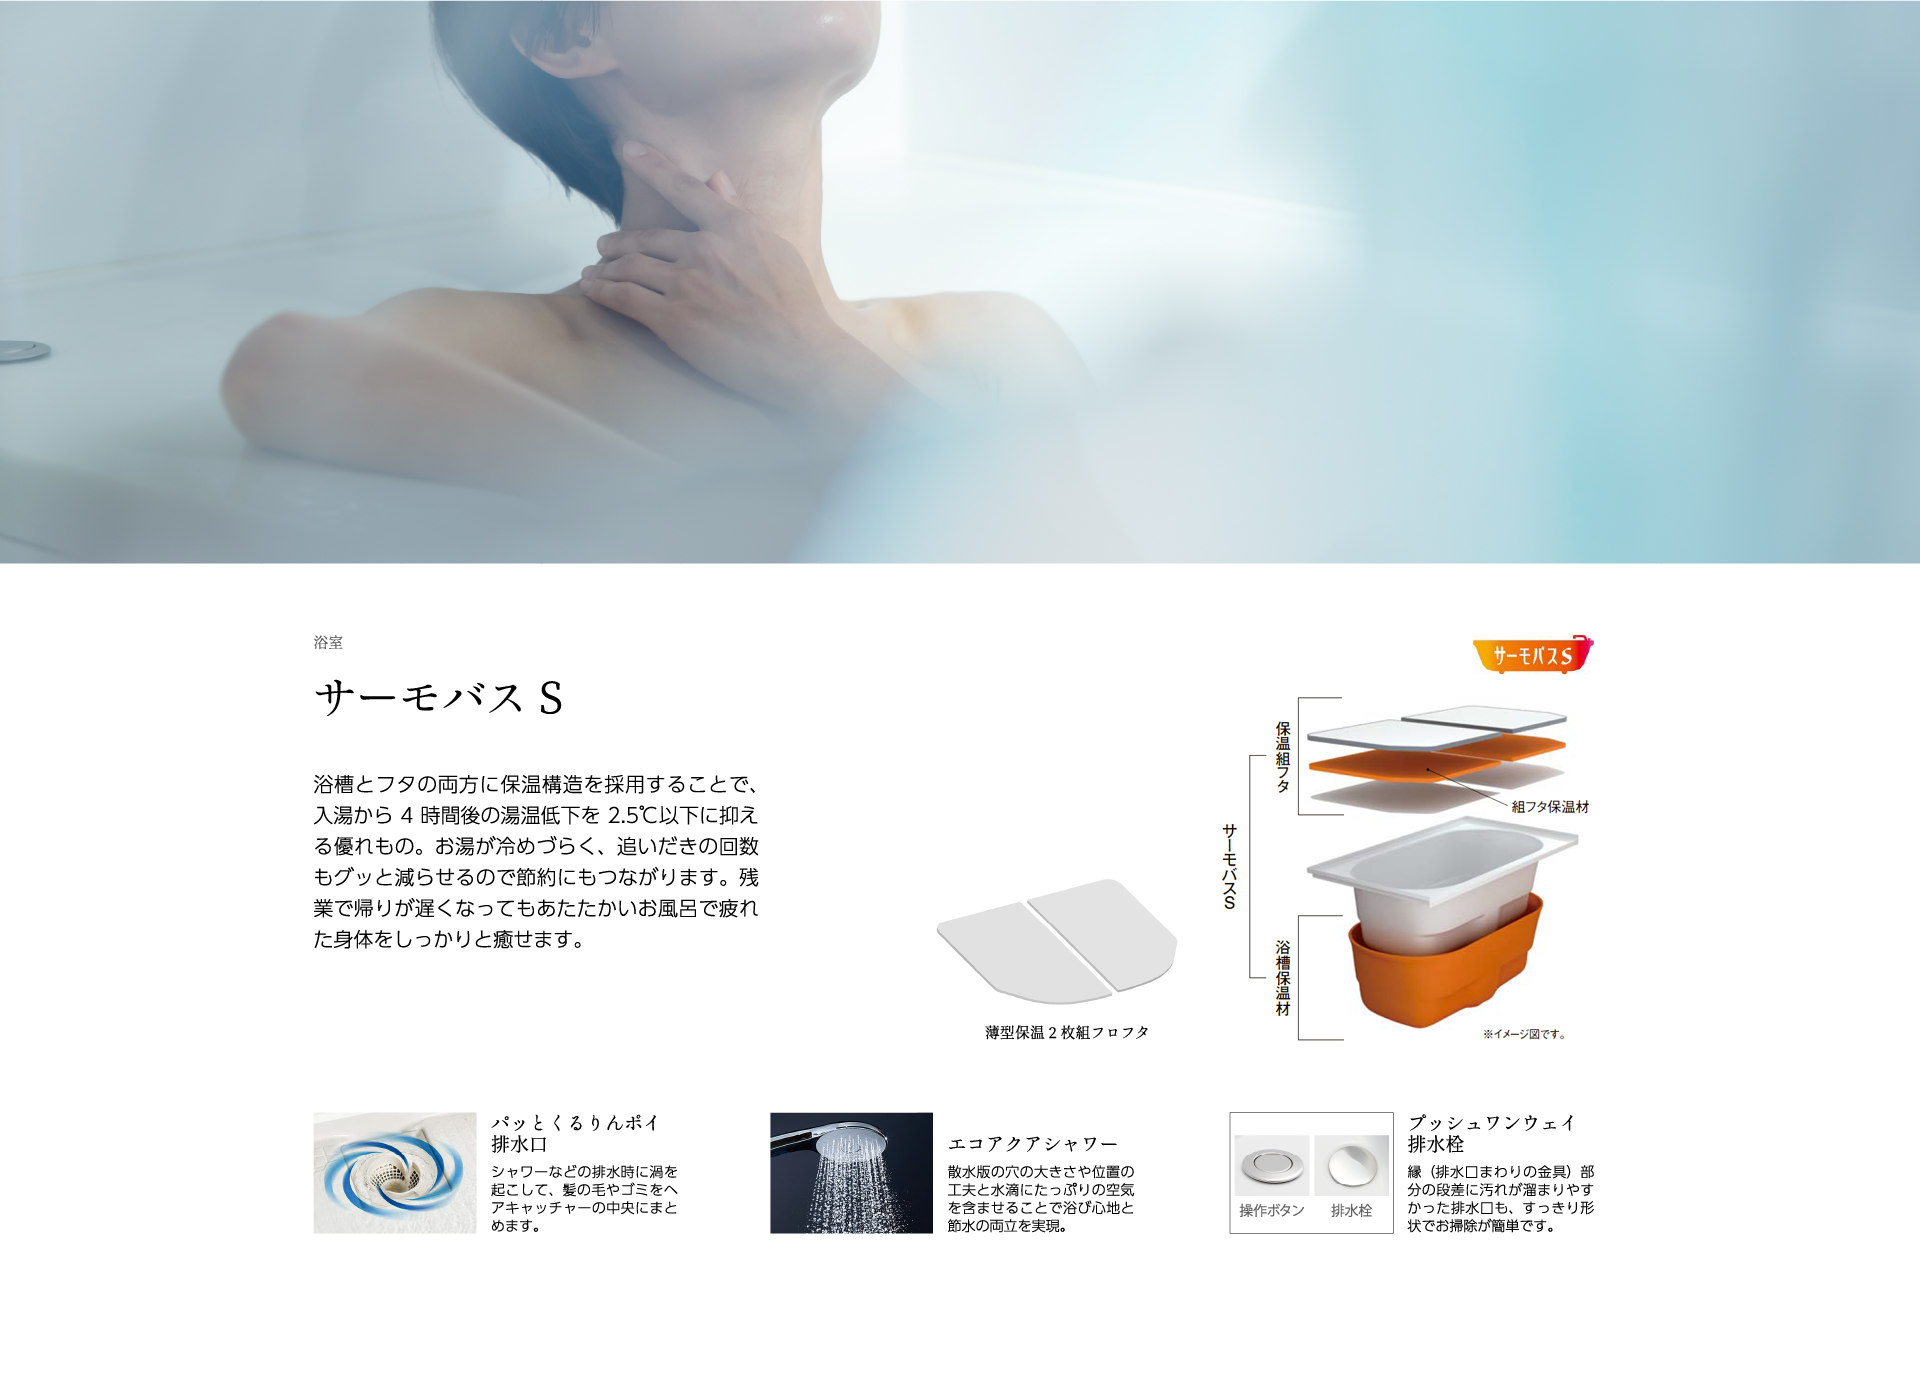 浴室
サーモバス S
浴槽とフタの両方に保温構造を採用することで、
入湯から 4 時間後の湯温低下を 2.5℃以下に抑え
る優れもの。お湯が冷めづらく、追いだきの回数
もグッと減らせるので節約にもつながります。残
業で帰りが遅くなってもあたたかいお風呂で疲れ
た身体をしっかりと癒せます。
薄型保温 2 枚組フロフタ
サーモバスS
保温組フタ
組フタ保温材
サーモバスS
浴槽保温材
※イメージ図です。
パッとくるりんポイ
排水口
シャワーなどの排水時に渦を
起こして、髪の毛やゴミをヘ
アキャッチャーの中央にまと
めます。
エコアクアシャワー
散水版の穴の大きさや位置の
工夫と水滴にたっぷりの空気
を含ませることで浴び心地と
節水の両立を実現。
操作ボタン
排水栓
プッシュワンウェイ
排水栓
縁（排水口まわりの金具）部
分の段差に汚れが溜まりやす
かった排水口も、すっきり形
状でお掃除が簡単です。